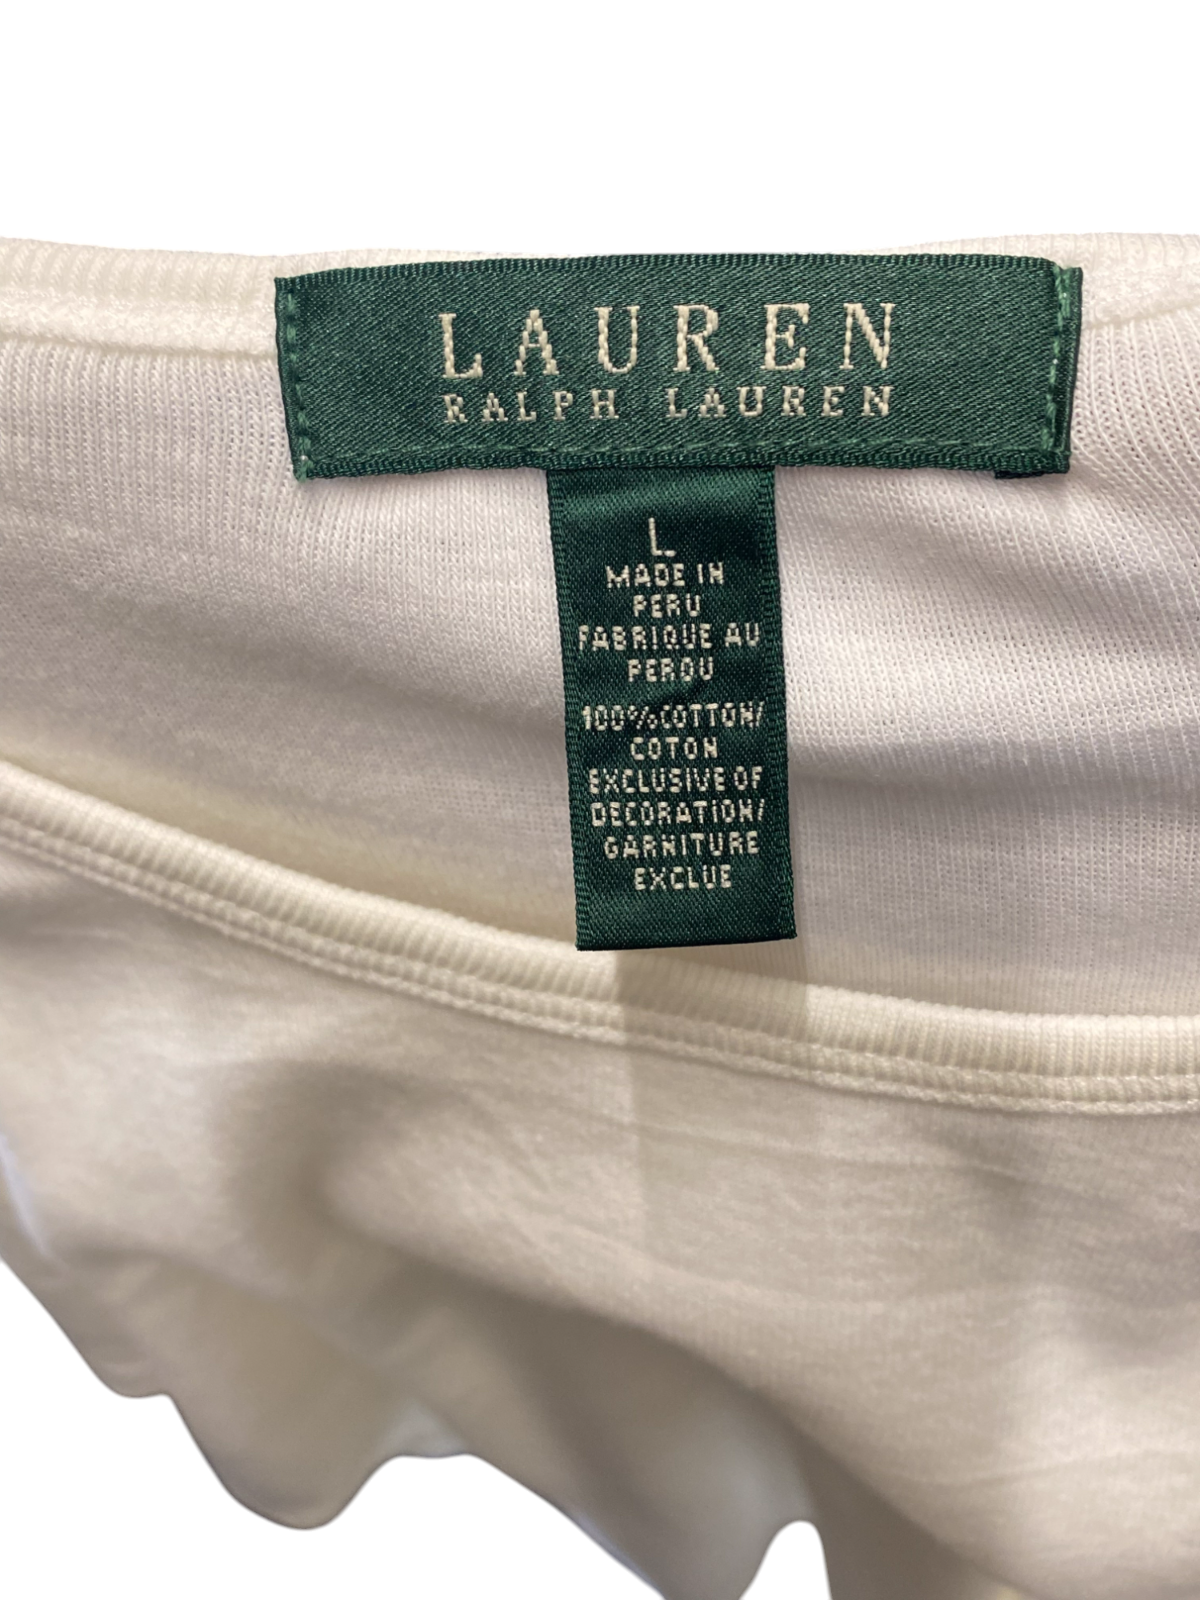 LAUREN
RALPH LAUREN
L
MADE IN
PERU
FABRIQUE AU
PEROU
100%COTTON/
COTON
EXCLUSIVE OF
DECORATION/
GARNITURE
EXCLUE